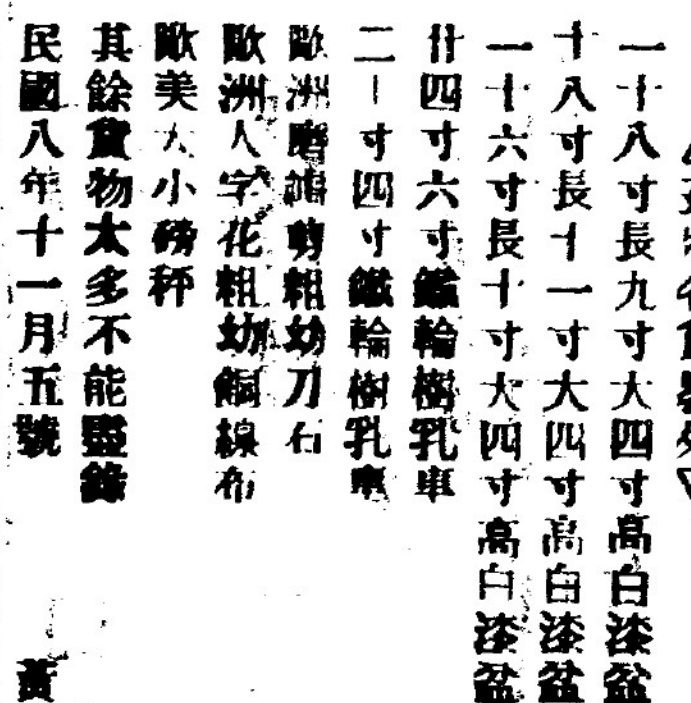 一十八寸長九寸大四寸高白漆盆
十八寸長十一寸大四寸高白漆盆
一十六寸長十寸大四寸高白漆盆
廿四寸六寸鐵輪樹乳車
二十寸四寸鐵輪樹乳車
歐洲磨 剪粗幼刀石
歐洲人字花粗幼銅線布
歐美大小磅秤
其餘貨物太多不能盡錄
民國八年十一月五號
黃